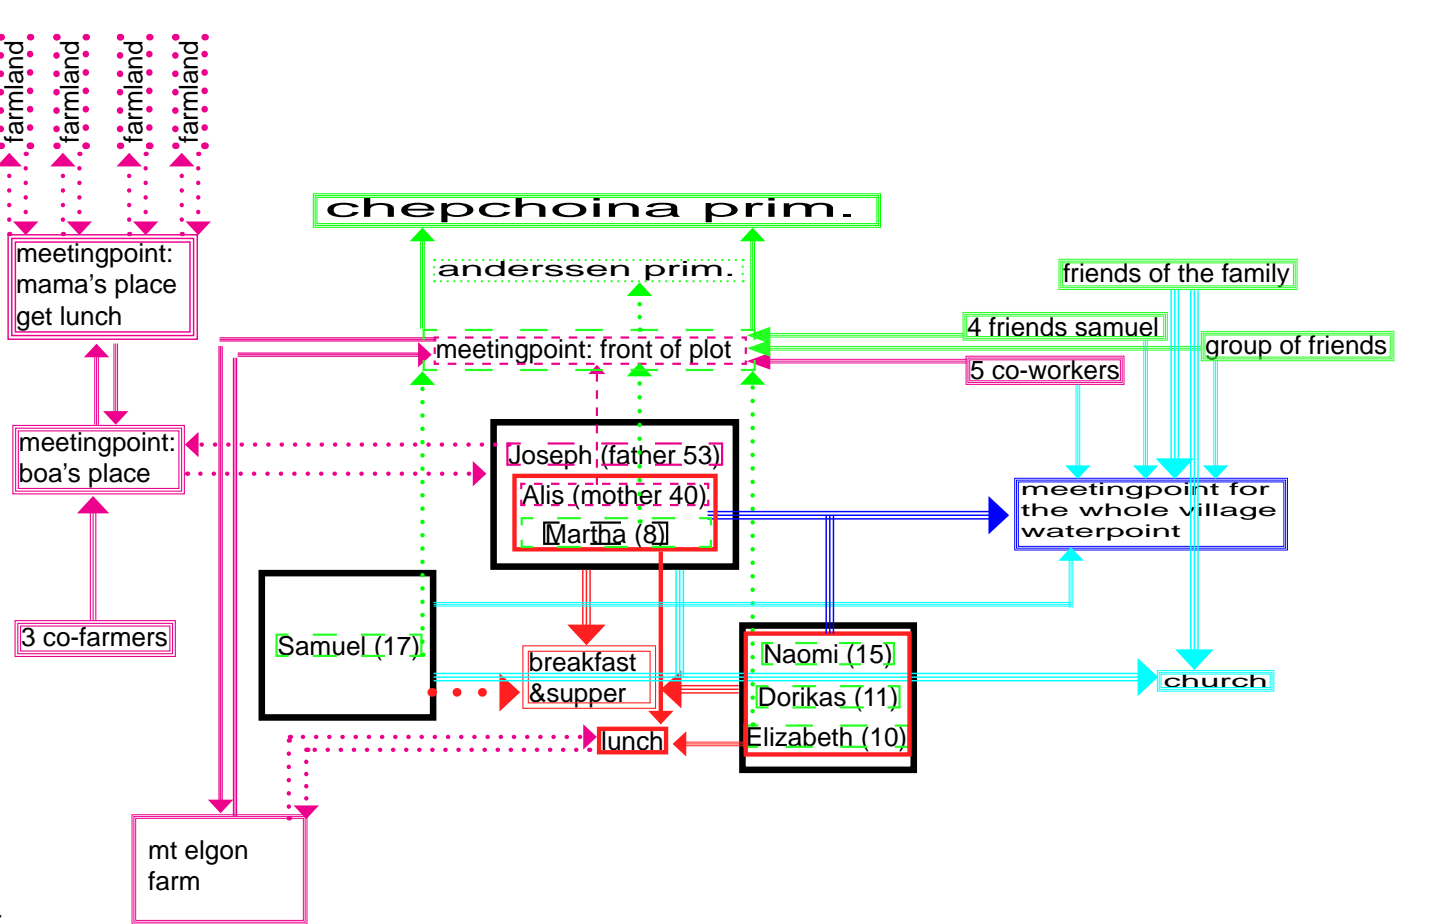 farmland
farmland
farmland
farmland
chepchoina prim.
meetingpoint:
mama's place
get lunch
anderssen prim.
friends of the family
4 friends samuel
meetingpoint: front of plot
group of friends
5 co-workers
meetingpoint:
boa's place
Joseph (father 53)
Alis (mother 40)
Martha (8)
meetingpoint for
the whole village
waterpoint
3 co-farmers
Samuel (17)
breakfast
&supper
Naomi (15)
Dorikas (11)
Elizabeth (10)
church
lunch
mt elgon
farm